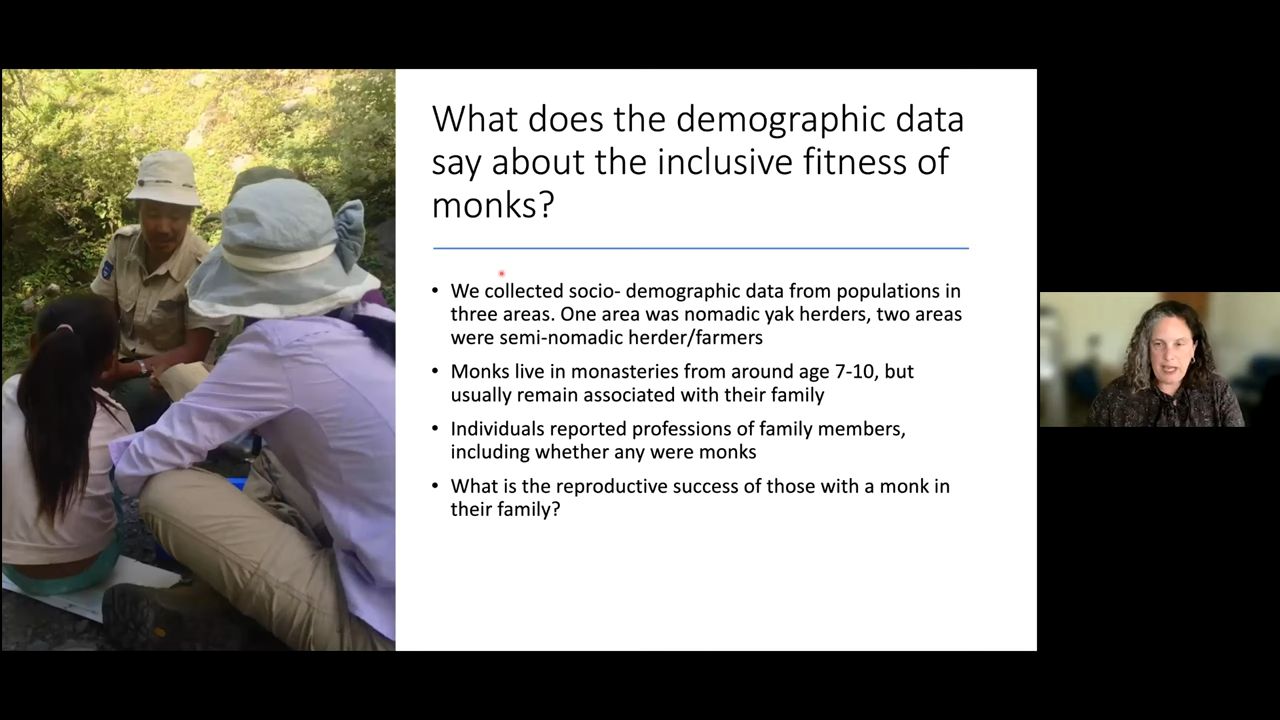 What does the demographic data
say about the inclusive fitness of
monks?
• We collected socio- demographic data from populations in
three areas. One area was nomadic yak herders, two areas
were semi-nomadic herder/farmers
• Monks live in monasteries from around age 7-10, but
usually remain associated with their family
• Individuals reported professions of family members,
including whether any were monks
• What is the reproductive success of those with a monk in
their family?